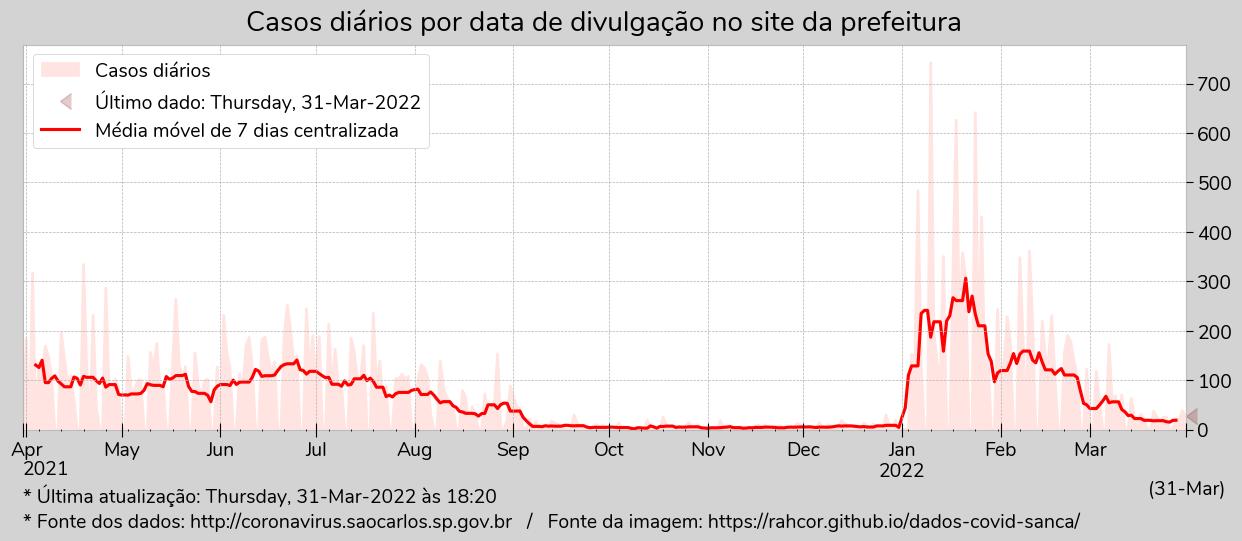 Casos diários por data de divulgação no site da prefeitura
Casos diários
Último dado: Thursday, 31-Mar-2022
Média móvel de 7 dias centralizada
700
600
500
400
300
200
100
0
Apr May Jun Jul Aug Sep Oct Nov Dec Jan Feb Mar
2021 2022
(31-Mar)
* Última atualização: Thursday, 31-Mar-2022 às 18:20
* Fonte dos dados: http://coronavirus.saocarlos.sp.gov.br / Fonte da imagem: https://rahcor.github.io/dados-covid-sanca/